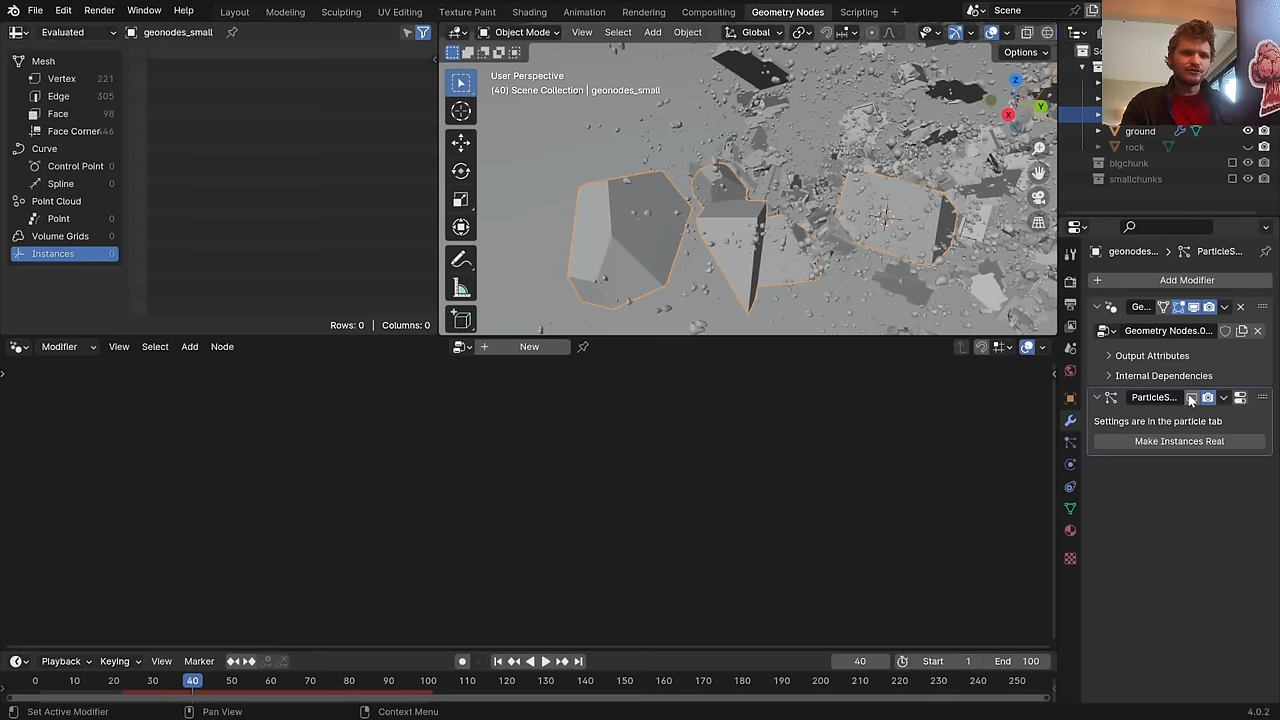 File Edit Render Window Help Layout Modeling Sculpting UV Editing Texture Paint Shading Animation Rendering Compositing Geometry Nodes Scripting + Scene
Evaluated geonodes_small
Object Mode View Select Add Object Global
Options
Mesh
Vertex 221
Edge 305
Face 98
Face Corner
Curve
Control Point 0
Spline 0
Point Cloud
Point 0
Volume Grids 0
Instances 0
Rows: 0 | Columns: 0
User Perspective
(40) Scene Collection | geonodes_small
Z
Y
X
ground
rock
bigchunk
smallchunks
geonodes... ParticleS...
Add Modifier
Ge...
Geometry Nodes.0...
Output Attributes
Internal Dependencies
ParticleS...
Settings are in the particle tab
Make Instances Real
Modifier View Select Add Node
New
Playback Keying View Marker
40 Start 1 End 100
0 10 20 30 40 50 60 70 80 90 100 110 120 130 140 150 160 170 180 190 200 210 220 230 240 250
Set Active Modifier Pan View Context Menu 4.0.2